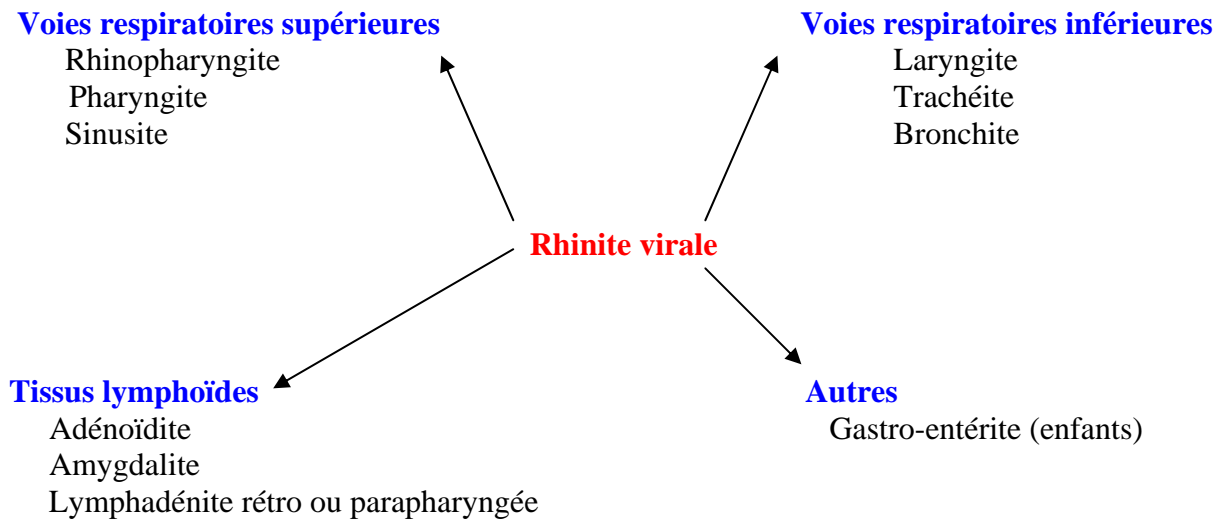 Voies respiratoires supérieures
Rhinopharyngite
Pharyngite
Sinusite
Voies respiratoires inférieures
Laryngite
Trachéite
Bronchite
Rhinite virale
Tissus lymphoïdes
Adénoïdite
Amygdalite
Lymphadénite rétro ou parapharyngée
Autres
Gastro-entérite (enfants)